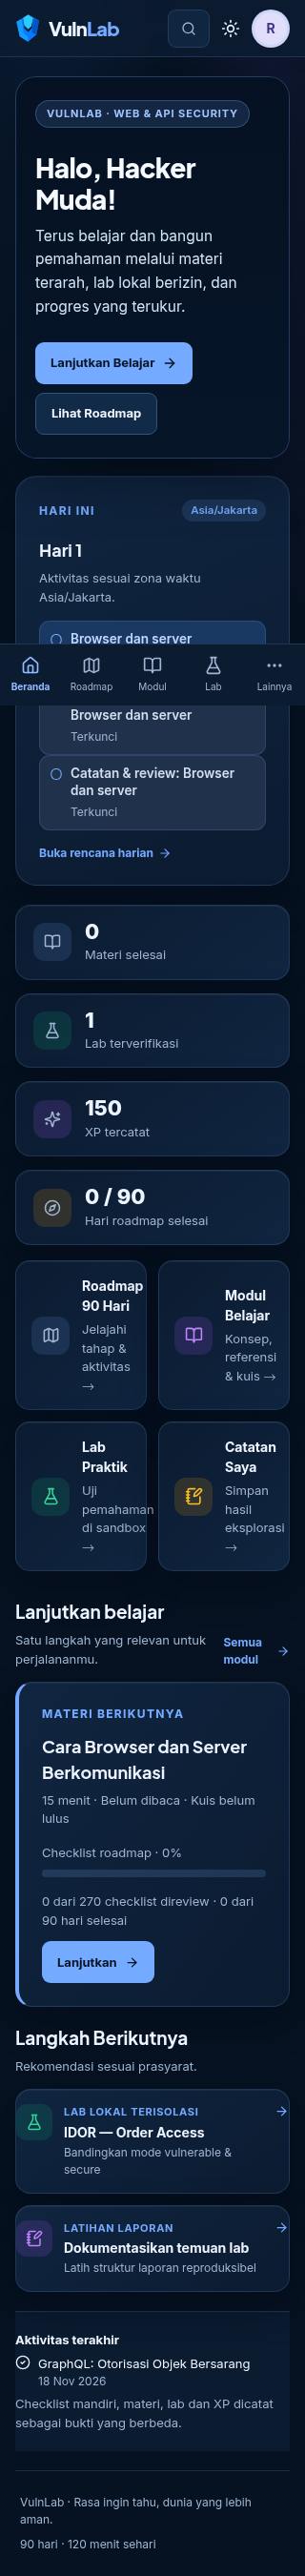 VulnLab
R
VULNLAB · WEB & API SECURITY
Halo, Hacker
Muda!
Terus belajar dan bangun
pemahaman melalui materi
terarah, lab lokal berizin, dan
progres yang terukur.
Lanjutkan Belajar →
Lihat Roadmap
HARI INI
Asia/Jakarta
Hari 1
Aktivitas sesuai zona waktu
Asia/Jakarta.
Browser dan server
Beranda
Roadmap
Modul
Lab
Lainnya
Browser dan server
Terkunci
Catatan & review: Browser
dan server
Terkunci
Buka rencana harian →
0
Materi selesai
1
Lab terverifikasi
150
XP tercatat
0 / 90
Hari roadmap selesai
Roadmap
90 Hari
Jelajahi
tahap &
aktivitas
→
Modul
Belajar
Konsep,
referensi
& kuis →
Lab
Praktik
Uji
pemahaman
di sandbox
→
Catatan
Saya
Simpan
hasil
eksplorasi
→
Lanjutkan belajar
Satu langkah yang relevan untuk
perjalananmu.
Semua
modul →
MATERI BERIKUTNYA
Cara Browser dan Server
Berkomunikasi
15 menit · Belum dibaca · Kuis belum
lulus
Checklist roadmap · 0%
0 dari 270 checklist direview · 0 dari
90 hari selesai
Lanjutkan →
Langkah Berikutnya
Rekomendasi sesuai prasyarat.
LAB LOKAL TERISOLASI →
IDOR — Order Access
Bandingkan mode vulnerable &
secure
LATIHAN LAPORAN →
Dokumentasikan temuan lab
Latih struktur laporan reproduksibel
Aktivitas terakhir
GraphQL: Otorisasi Objek Bersarang
18 Nov 2026
Checklist mandiri, materi, lab dan XP dicatat
sebagai bukti yang berbeda.
VulnLab · Rasa ingin tahu, dunia yang lebih
aman.
90 hari · 120 menit sehari